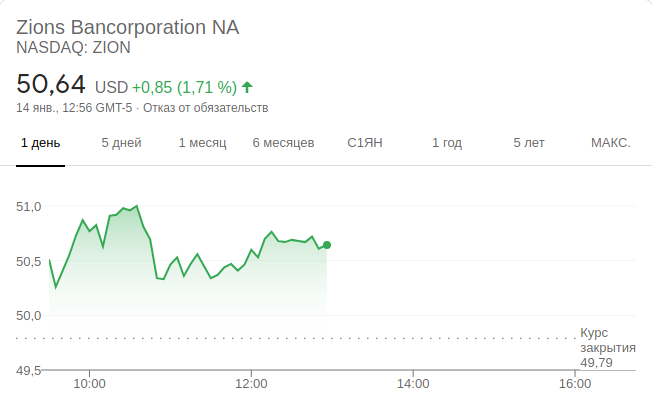 Zions Bancorporation NA
NASDAQ: ZION
50,64 USD +0,85 (1,71 %)
14 янв., 12:56 GMT-5 · Отказ от обязательств
1 день 5 дней 1 месяц 6 месяцев С1ЯН 1 год 5 лет МАКС.
51,0
50,5
50,0
Курс
закрытия
49,79
49,5
10:00 12:00 14:00 16:00